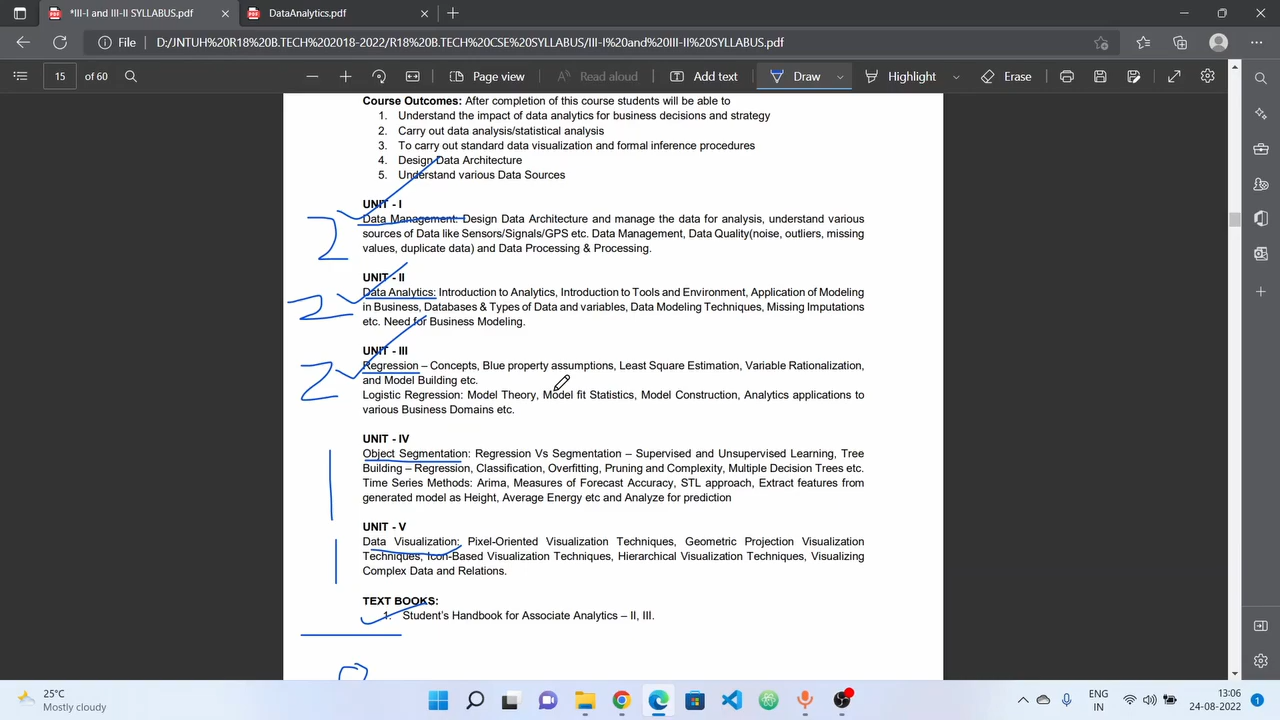 *III-I and III-II SYLLABUS.pdf
DataAnalytics.pdf
File D:/JNTUH%20R18%20B.TECH%202018-2022/R18%20B.TECH%20CSE%20SYLLABUS/III-I%20and%20III-II%20SYLLABUS.pdf
15 of 60 Page view Read aloud Add text Draw Highlight Erase
Course Outcomes: After completion of this course students will be able to
1. Understand the impact of data analytics for business decisions and strategy
2. Carry out data analysis/statistical analysis
3. To carry out standard data visualization and formal inference procedures
4. Design Data Architecture
5. Understand various Data Sources
UNIT - I
2
Data Management: Design Data Architecture and manage the data for analysis, understand various
sources of Data like Sensors/Signals/GPS etc. Data Management, Data Quality(noise, outliers, missing
values, duplicate data) and Data Processing & Processing.
UNIT - II
2
Data Analytics: Introduction to Analytics, Introduction to Tools and Environment, Application of Modeling
in Business, Databases & Types of Data and variables, Data Modeling Techniques, Missing Imputations
etc. Need for Business Modeling.
UNIT - III
2
Regression – Concepts, Blue property assumptions, Least Square Estimation, Variable Rationalization,
and Model Building etc.
Logistic Regression: Model Theory, Model fit Statistics, Model Construction, Analytics applications to
various Business Domains etc.
UNIT - IV
1
Object Segmentation: Regression Vs Segmentation – Supervised and Unsupervised Learning, Tree
Building – Regression, Classification, Overfitting, Pruning and Complexity, Multiple Decision Trees etc.
Time Series Methods: Arima, Measures of Forecast Accuracy, STL approach, Extract features from
generated model as Height, Average Energy etc and Analyze for prediction
UNIT - V
1
Data Visualization: Pixel-Oriented Visualization Techniques, Geometric Projection Visualization
Techniques, Icon-Based Visualization Techniques, Hierarchical Visualization Techniques, Visualizing
Complex Data and Relations.
TEXT BOOKS:
1. Student's Handbook for Associate Analytics – II, III.
25°C
Mostly cloudy
ENG
IN
13:06
24-08-2022
1